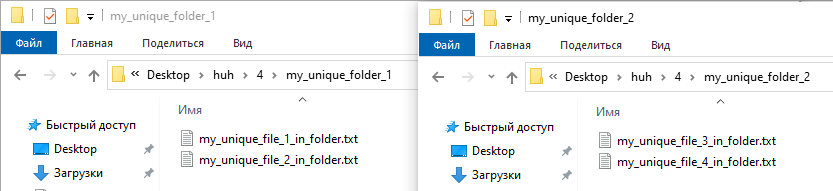 my_unique_folder_1
Файл Главная Поделиться Вид
« Desktop › huh › 4 › my_unique_folder_1
Имя
Быстрый доступ
Desktop
Загрузки
my_unique_file_1_in_folder.txt
my_unique_file_2_in_folder.txt
my_unique_folder_2
Файл Главная Поделиться Вид
« Desktop › huh › 4 › my_unique_folder_2
Имя
Быстрый доступ
Desktop
Загрузки
my_unique_file_3_in_folder.txt
my_unique_file_4_in_folder.txt